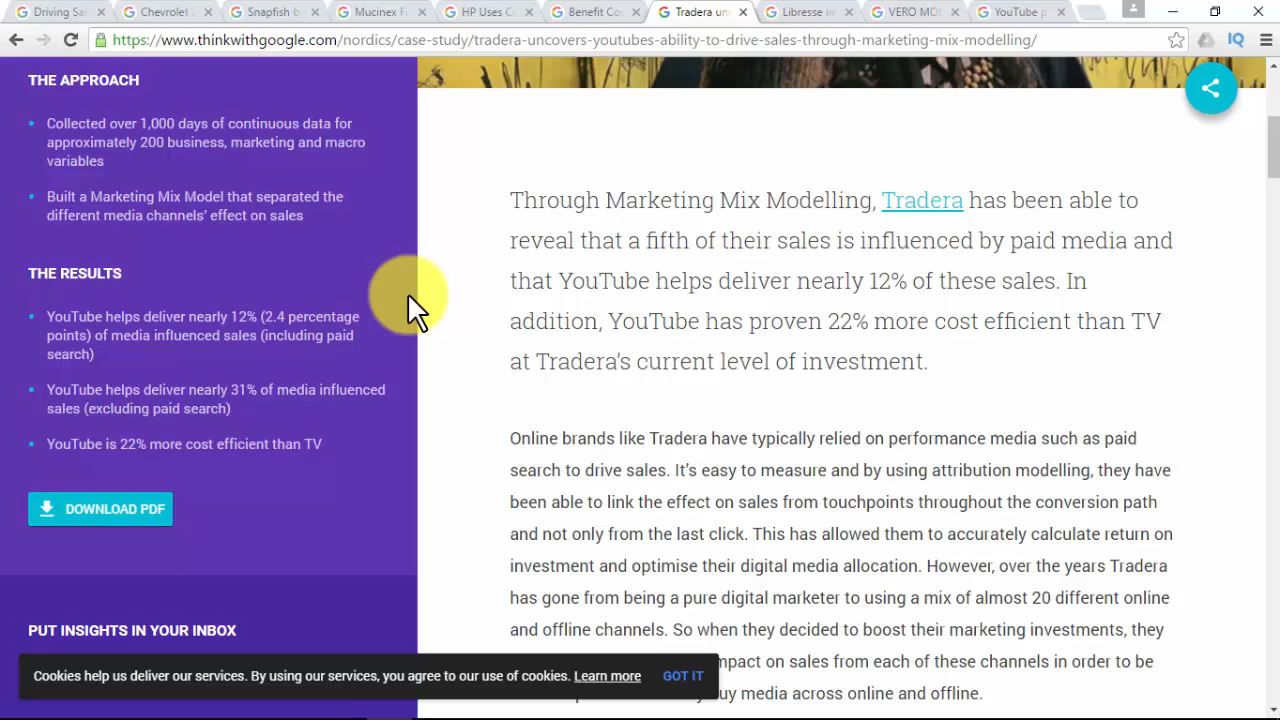 Driving Sa
Chevrolet
Snapfish b
Mucinex F
HP Uses C
Benefit Co
Tradera un
Libresse in
VERO MO
YouTube p
https://www.thinkwithgoogle.com/nordics/case-study/tradera-uncovers-youtubes-ability-to-drive-sales-through-marketing-mix-modelling/
IQ
THE APPROACH
Collected over 1,000 days of continuous data for
approximately 200 business, marketing and macro
variables
Built a Marketing Mix Model that separated the
different media channels' effect on sales
THE RESULTS
YouTube helps deliver nearly 12% (2.4 percentage
points) of media influenced sales (including paid
search)
YouTube helps deliver nearly 31% of media influenced
sales (excluding paid search)
YouTube is 22% more cost efficient than TV
DOWNLOAD PDF
PUT INSIGHTS IN YOUR INBOX
Through Marketing Mix Modelling, Tradera has been able to
reveal that a fifth of their sales is influenced by paid media and
that YouTube helps deliver nearly 12% of these sales. In
addition, YouTube has proven 22% more cost efficient than TV
at Tradera's current level of investment.
Online brands like Tradera have typically relied on performance media such as paid
search to drive sales. It's easy to measure and by using attribution modelling, they have
been able to link the effect on sales from touchpoints throughout the conversion path
and not only from the last click. This has allowed them to accurately calculate return on
investment and optimise their digital media allocation. However, over the years Tradera
has gone from being a pure digital marketer to using a mix of almost 20 different online
and offline channels. So when they decided to boost their marketing investments, they
mpact on sales from each of these channels in order to be
uy media across online and offline.
Cookies help us deliver our services. By using our services, you agree to our use of cookies. Learn more
GOT IT